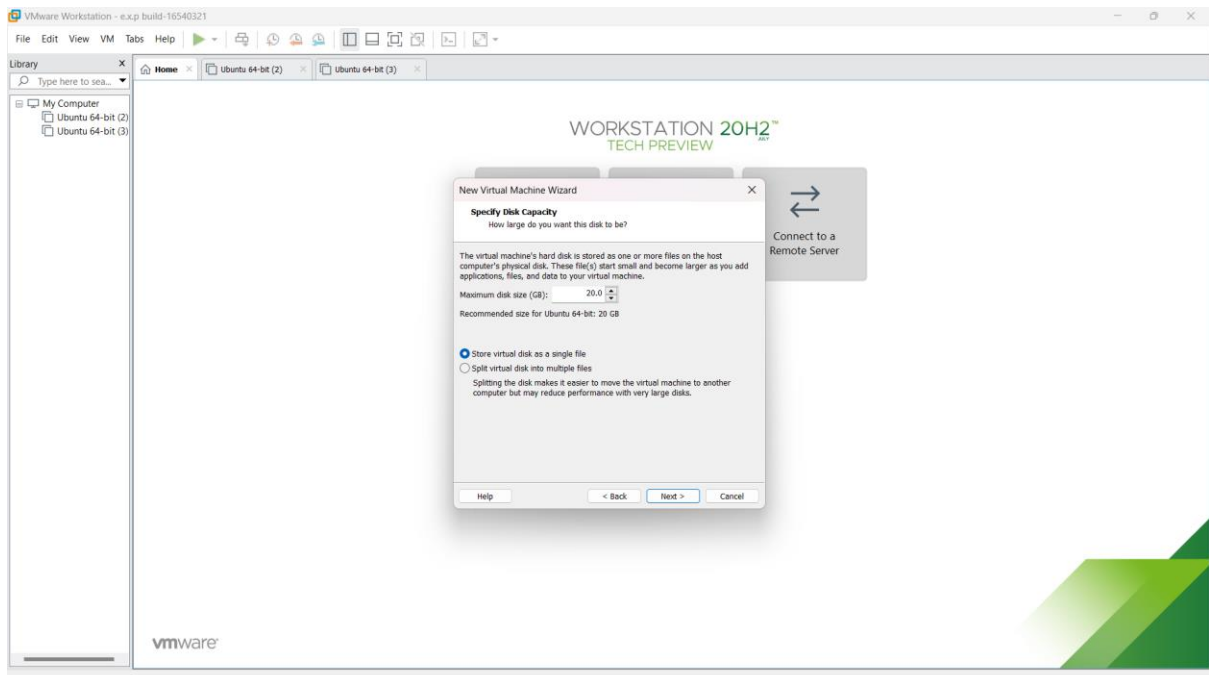 VMware Workstation - e.x.p build-16540321
File Edit View VM Tabs Help
Library X
Type here to sea...
My Computer
Ubuntu 64-bit (2)
Ubuntu 64-bit (3)
Home × Ubuntu 64-bit (2) × Ubuntu 64-bit (3) ×
WORKSTATION 20H2™
JULY
TECH PREVIEW
Connect to a
Remote Server
New Virtual Machine Wizard
Specify Disk Capacity
How large do you want this disk to be?
The virtual machine's hard disk is stored as one or more files on the host
computer's physical disk. These file(s) start small and become larger as you add
applications, files, and data to your virtual machine.
Maximum disk size (GB): 20.0
Recommended size for Ubuntu 64-bit: 20 GB
Store virtual disk as a single file
Split virtual disk into multiple files
Splitting the disk makes it easier to move the virtual machine to another
computer but may reduce performance with very large disks.
Help < Back Next > Cancel
vmware®